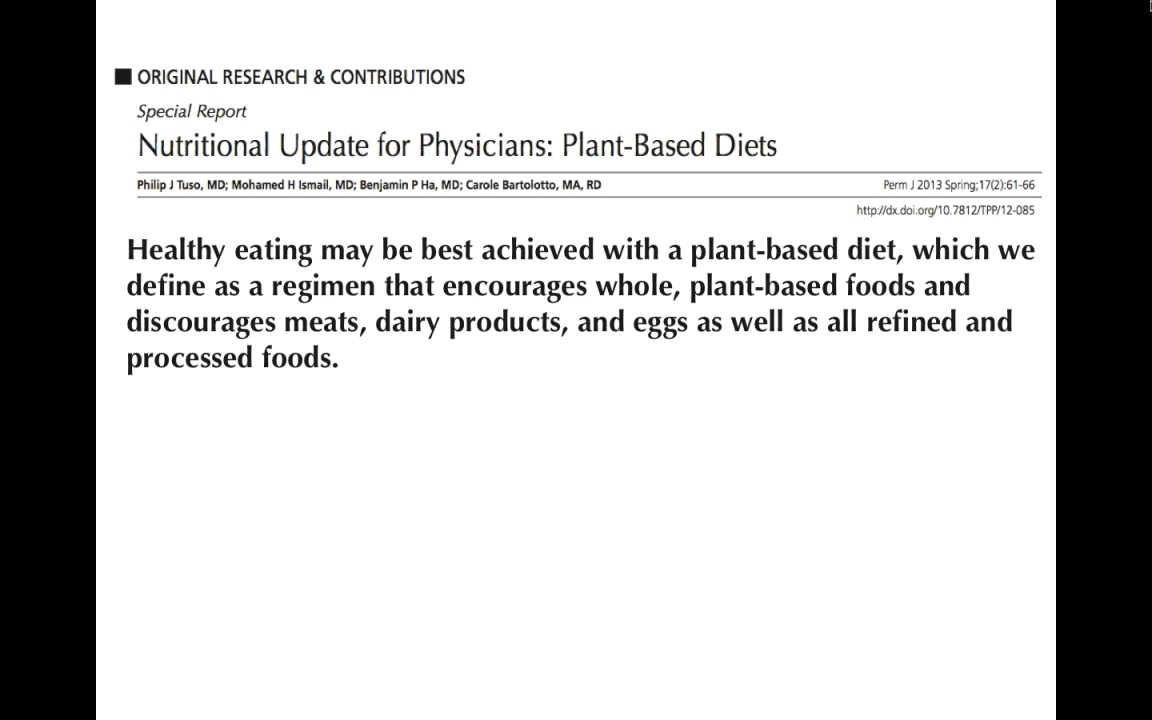 ORIGINAL RESEARCH & CONTRIBUTIONS
Special Report
Nutritional Update for Physicians: Plant-Based Diets
Philip J Tuso, MD; Mohamed H Ismail, MD; Benjamin P Ha, MD; Carole Bartolotto, MA, RD
Perm J 2013 Spring;17(2):61-66
http://dx.doi.org/10.7812/TPP/12-085
Healthy eating may be best achieved with a plant-based diet, which we
define as a regimen that encourages whole, plant-based foods and
discourages meats, dairy products, and eggs as well as all refined and
processed foods.